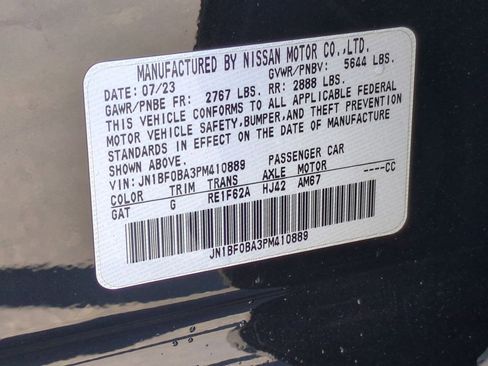 MANUFACTURED BY NISSAN MOTOR CO.,LTD.
DATE: 07/23 GVWR/PNBV: 5644 LBS.
GAWR/PNBE FR: 2767 LBS. RR: 2888 LBS.
THIS VEHICLE CONFORMS TO ALL APPLICABLE FEDERAL
MOTOR VEHICLE SAFETY, BUMPER, AND THEFT PREVENTION
STANDARDS IN EFFECT ON THE DATE OF MANUFACTURE
SHOWN ABOVE.
VIN: JN1BF0BA3PM410889 PASSENGER CAR
COLOR TRIM TRANS AXLE MOTOR
GAT G RE1F62A HJ42 AM67 ----CC
JN1BF0BA3PM410889